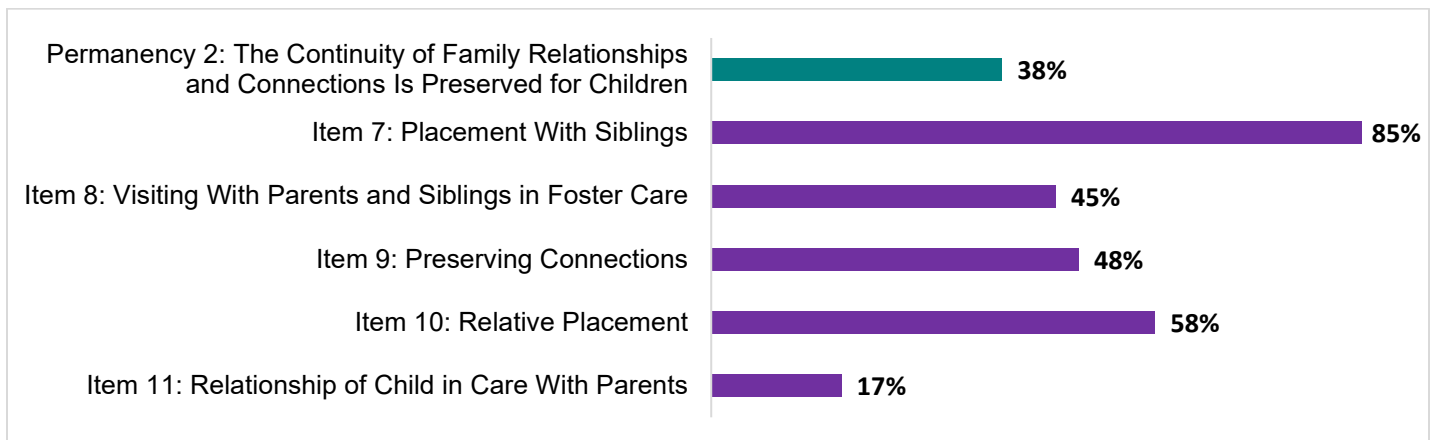 Permanency 2: The Continuity of Family Relationships
and Connections Is Preserved for Children
38%
Item 7: Placement With Siblings
85%
Item 8: Visiting With Parents and Siblings in Foster Care
45%
Item 9: Preserving Connections
48%
Item 10: Relative Placement
58%
Item 11: Relationship of Child in Care With Parents
17%